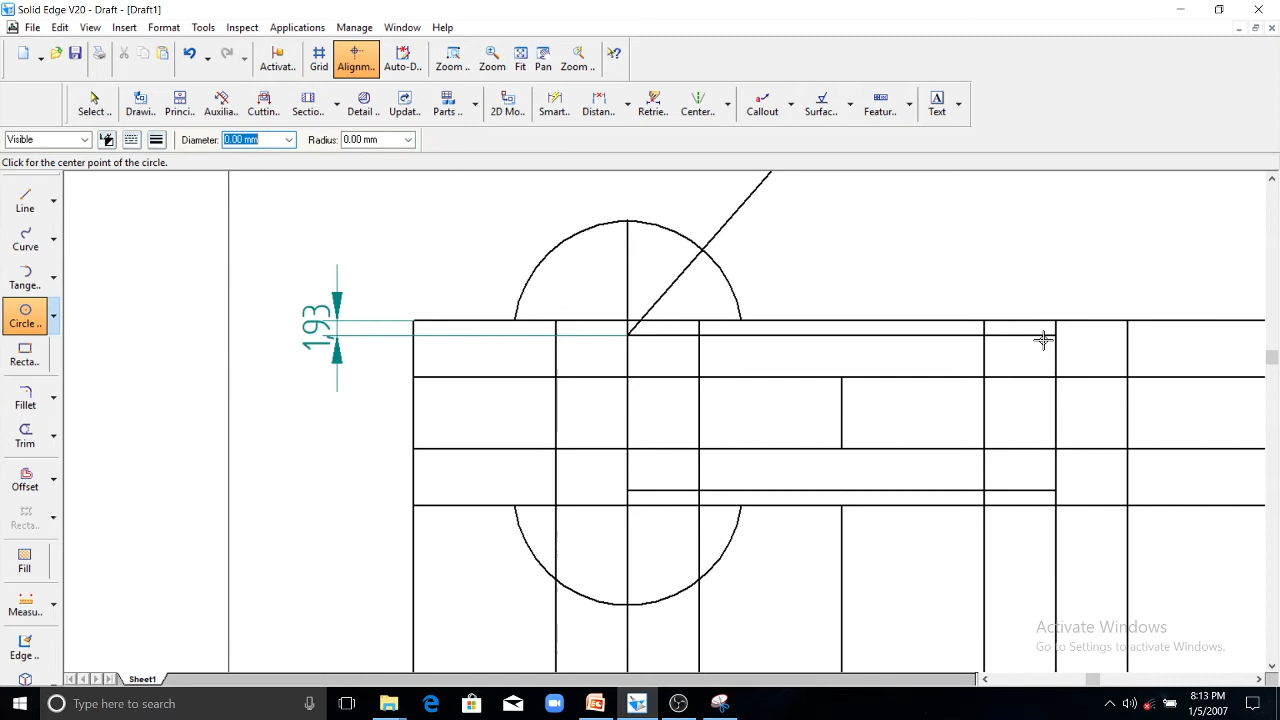 Solid Edge V20 - Draft - [Draft1]
File Edit View Insert Format Tools Inspect Applications Manage Window Help
Activat.. Grid Alignm.. Auto-D.. Zoom .. Zoom Fit Pan Zoom ..
Select .. Drawi.. Princi.. Auxilia.. Cuttin.. Sectio.. Detail .. Updat.. Parts .. 2D Mo.. Smart.. Distan.. Retrie.. Center.. Callout Surfac.. Featur.. Text
Visible Diameter: 0.00 mm Radius: 0.00 mm
Click for the center point of the circle.
Line
Curve
Tange..
Circle ..
Recta..
Fillet
Trim
Offset
Recta..
Fill
Measu..
Edge ..
1,93
Activate Windows
Go to Settings to activate Windows.
Sheet1
Type here to search
8:13 PM
1/5/2007